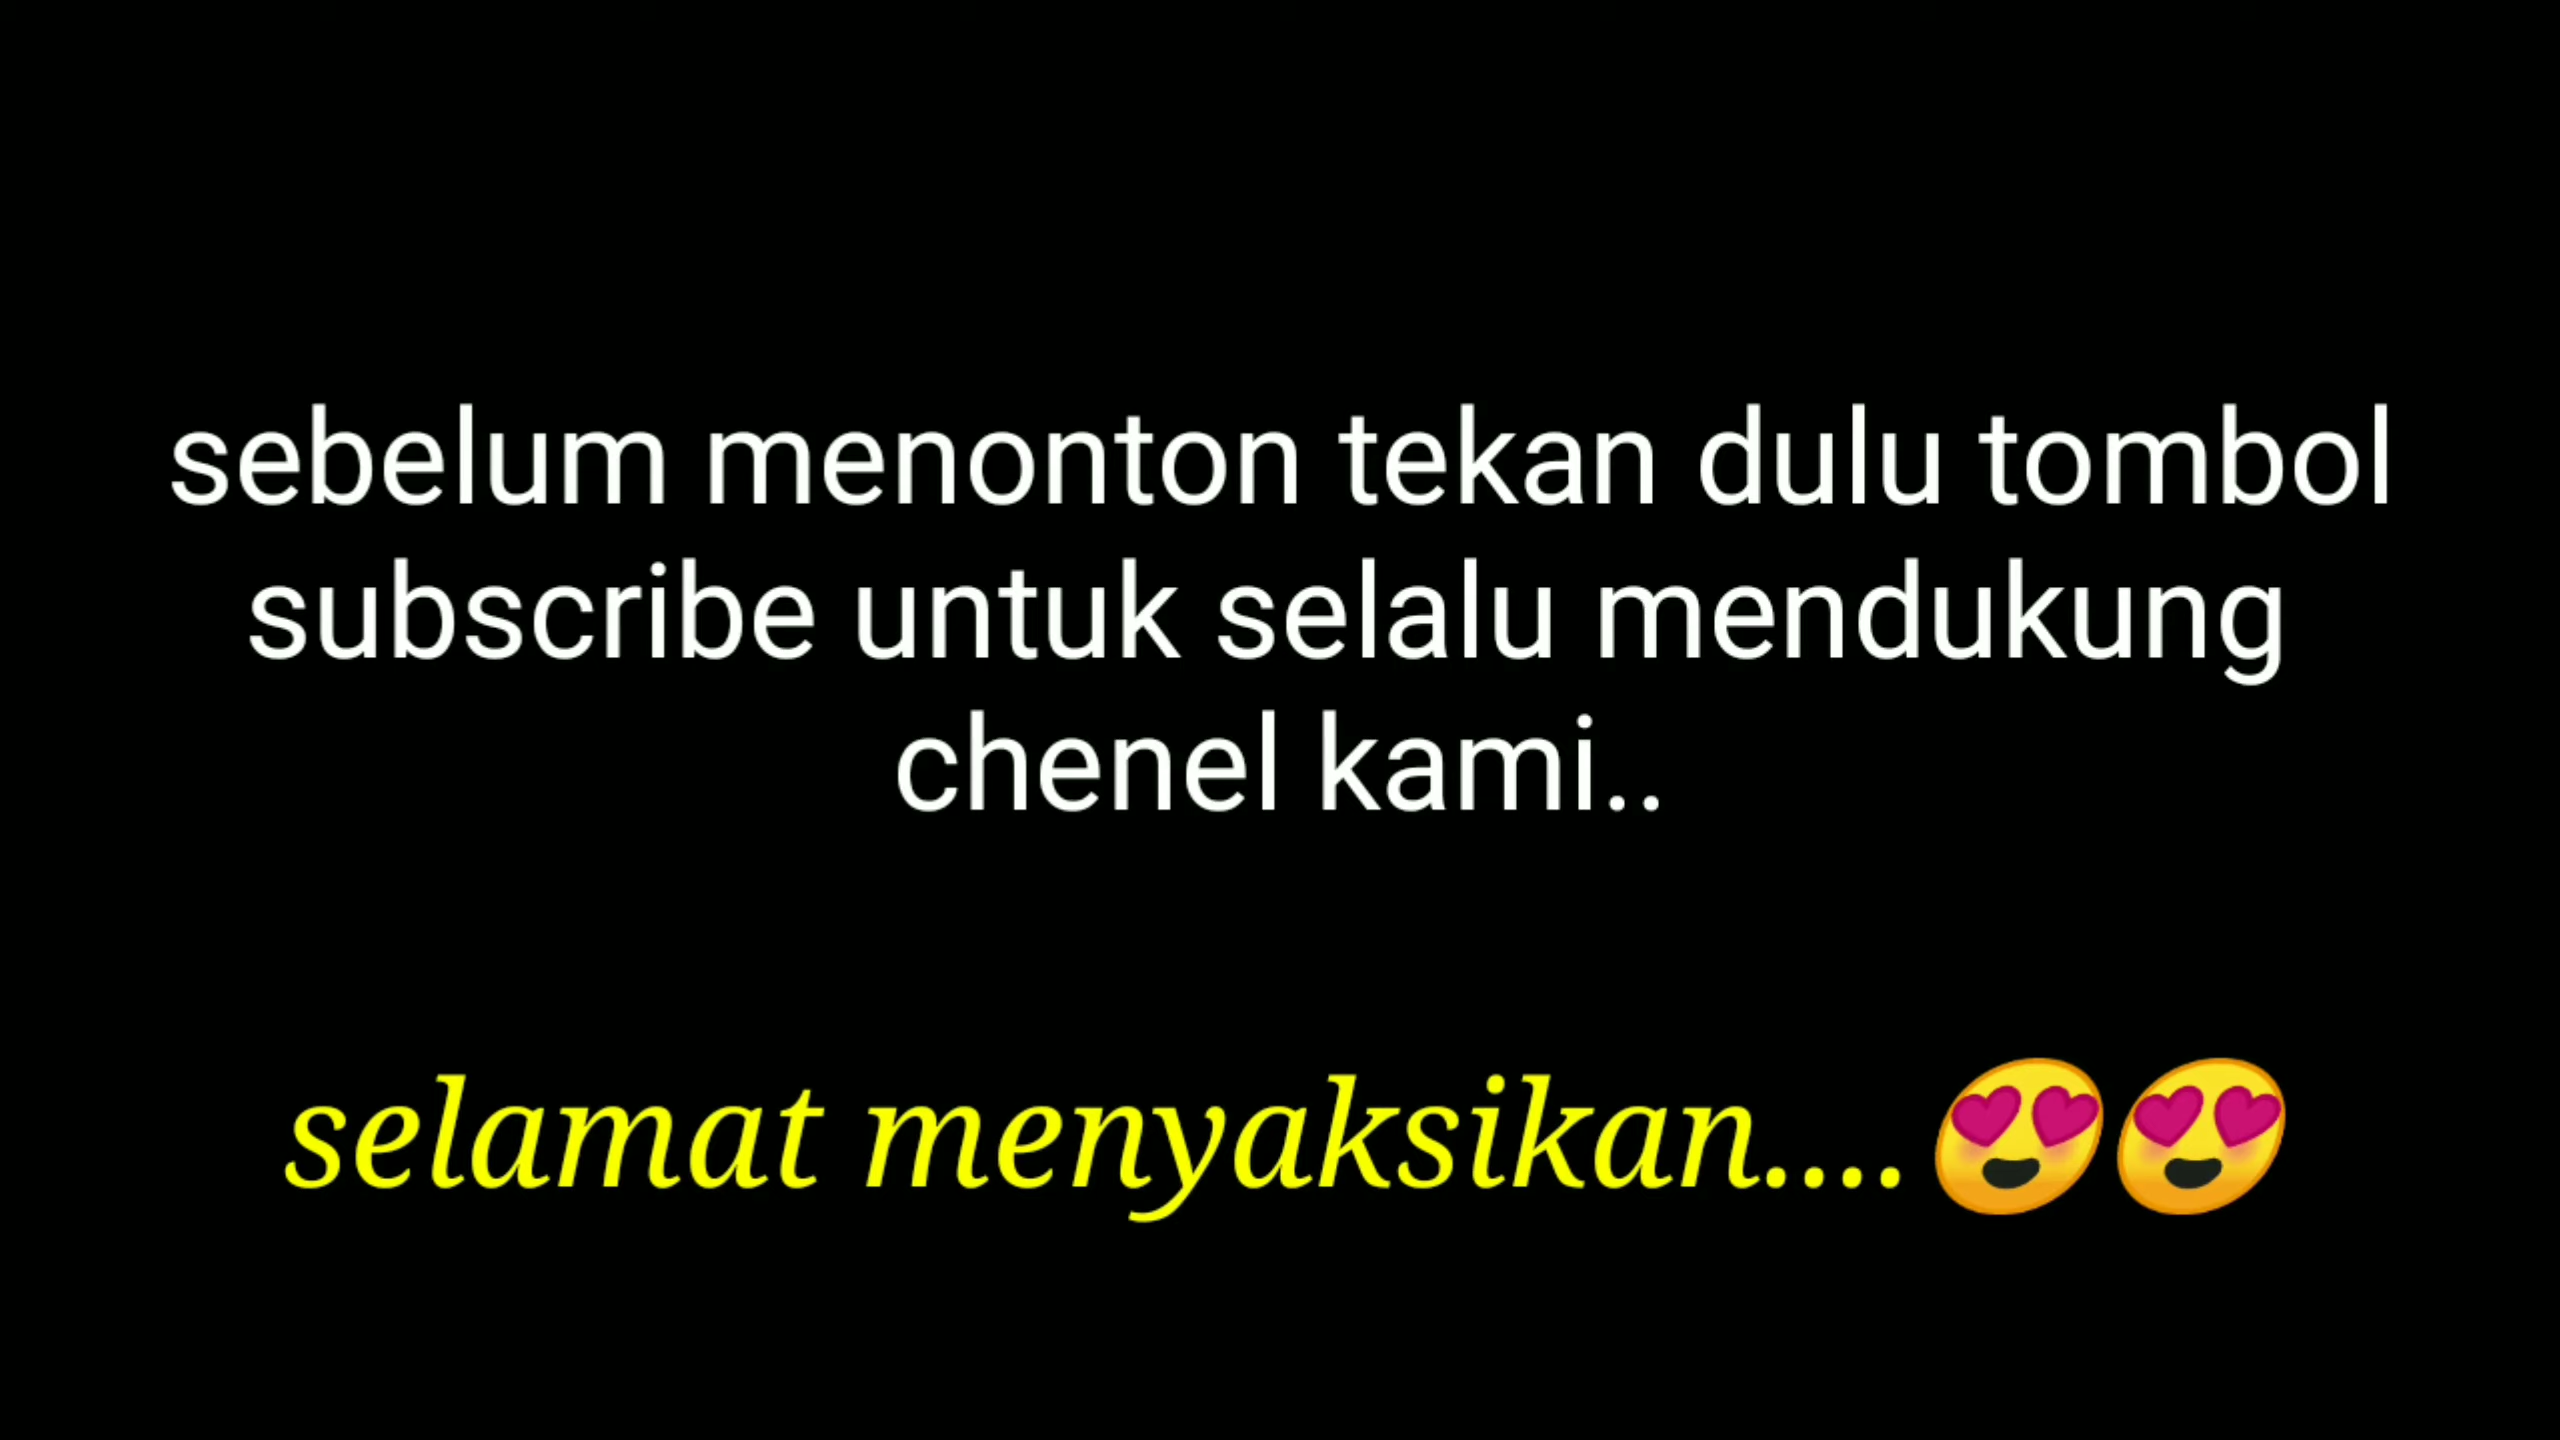 sebelum menonton tekan dulu tombol
subscribe untuk selalu mendukung
chenel kami..
selamat menyaksikan....😍😍